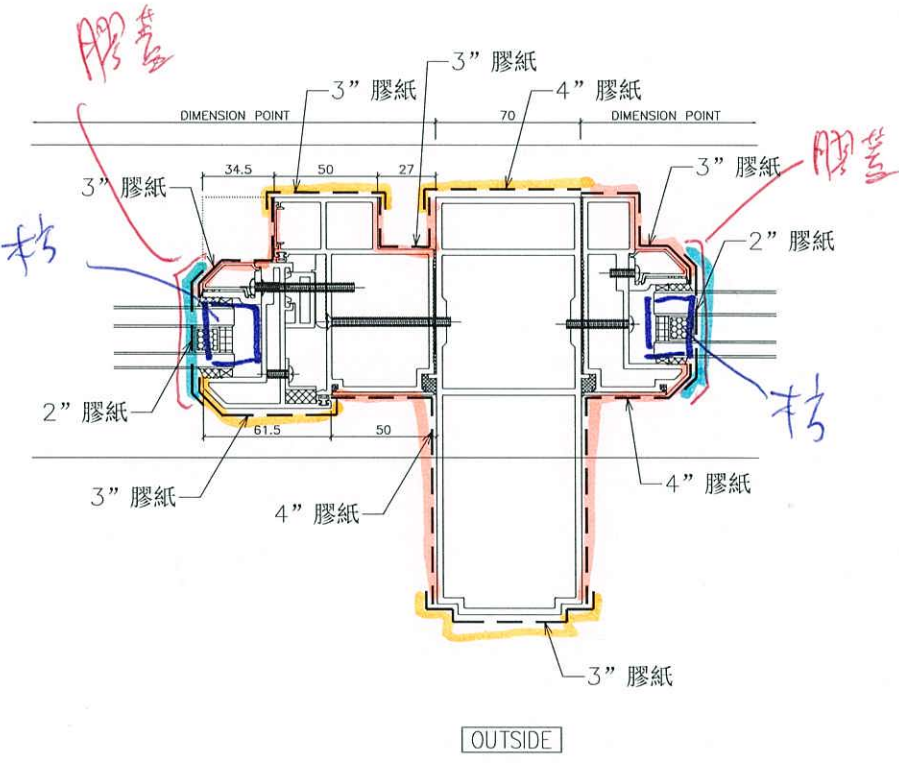 膠蓋
3” 膠紙
3” 膠紙
4” 膠紙
DIMENSION POINT
70
DIMENSION POINT
膠蓋
34.5
50
27
3” 膠紙
3” 膠紙
2” 膠紙
2” 膠紙
61.5
50
3” 膠紙
4” 膠紙
4” 膠紙
3” 膠紙
OUTSIDE